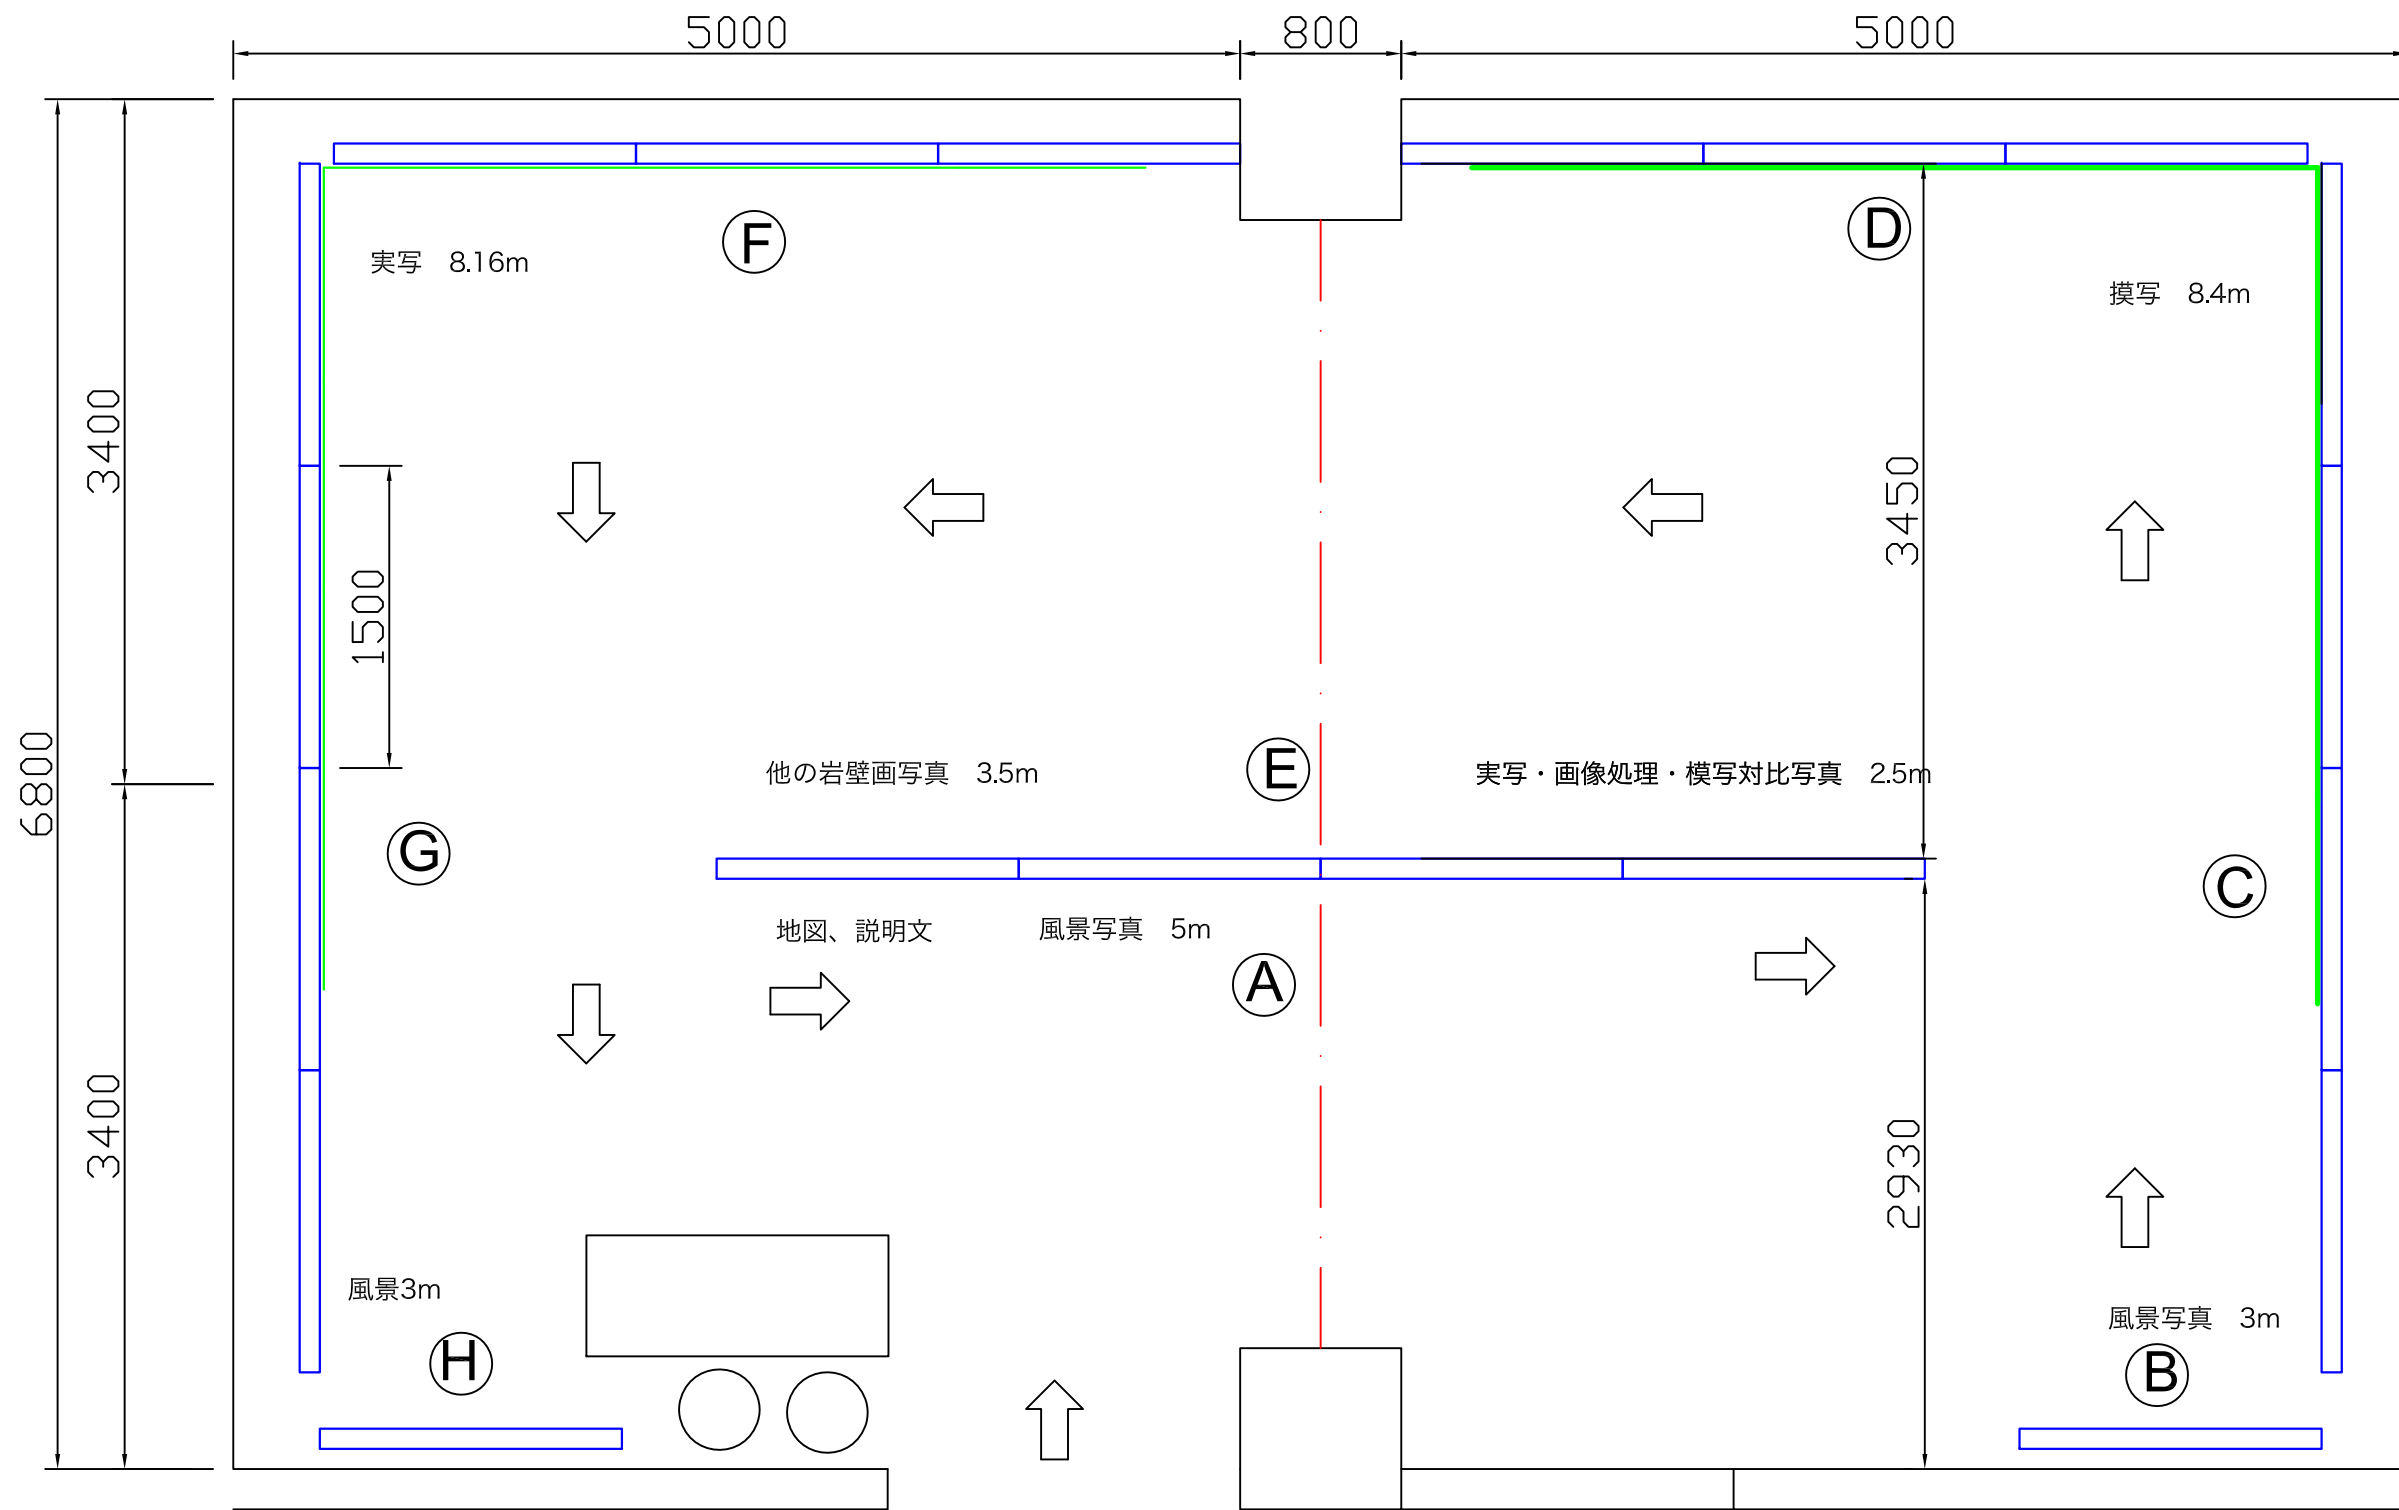 5000
800
5000
F
D
実写　8.16m
摸写　8.4m
3400
3450
1500
6800
他の岩壁画写真　3.5m
E
実写・画像処理・模写対比写真　2.5m
G
C
地図、説明文
風景写真　5m
A
3400
2930
風景3m
風景写真　3m
H
B